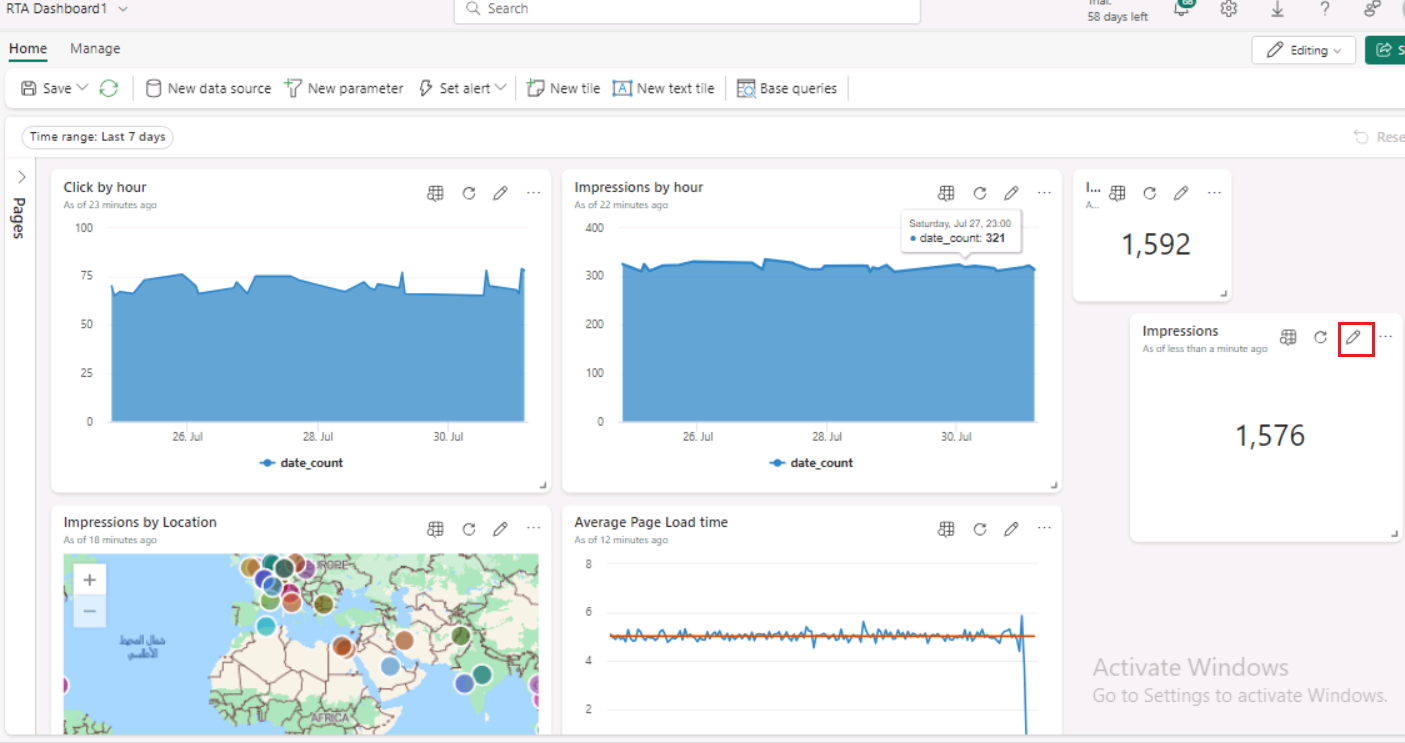 RTA Dashboard1
Search
58 days left
68
Home
Manage
Editing
Save
New data source
New parameter
Set alert
New tile
New text tile
Base queries
Time range: Last 7 days
Pages
Click by hour
As of 23 minutes ago
100
75
50
25
0
26. Jul
28. Jul
30. Jul
date_count
Impressions by hour
As of 22 minutes ago
Saturday, Jul 27, 23:00
date_count: 321
400
300
200
100
0
26. Jul
28. Jul
30. Jul
date_count
I...
A...
1,592
Impressions
As of less than a minute ago
1,576
Impressions by Location
As of 18 minutes ago
شمال المحيط
الأطلسي
AFRICA
Average Page Load time
As of 12 minutes ago
8
6
4
2
Activate Windows
Go to Settings to activate Windows.